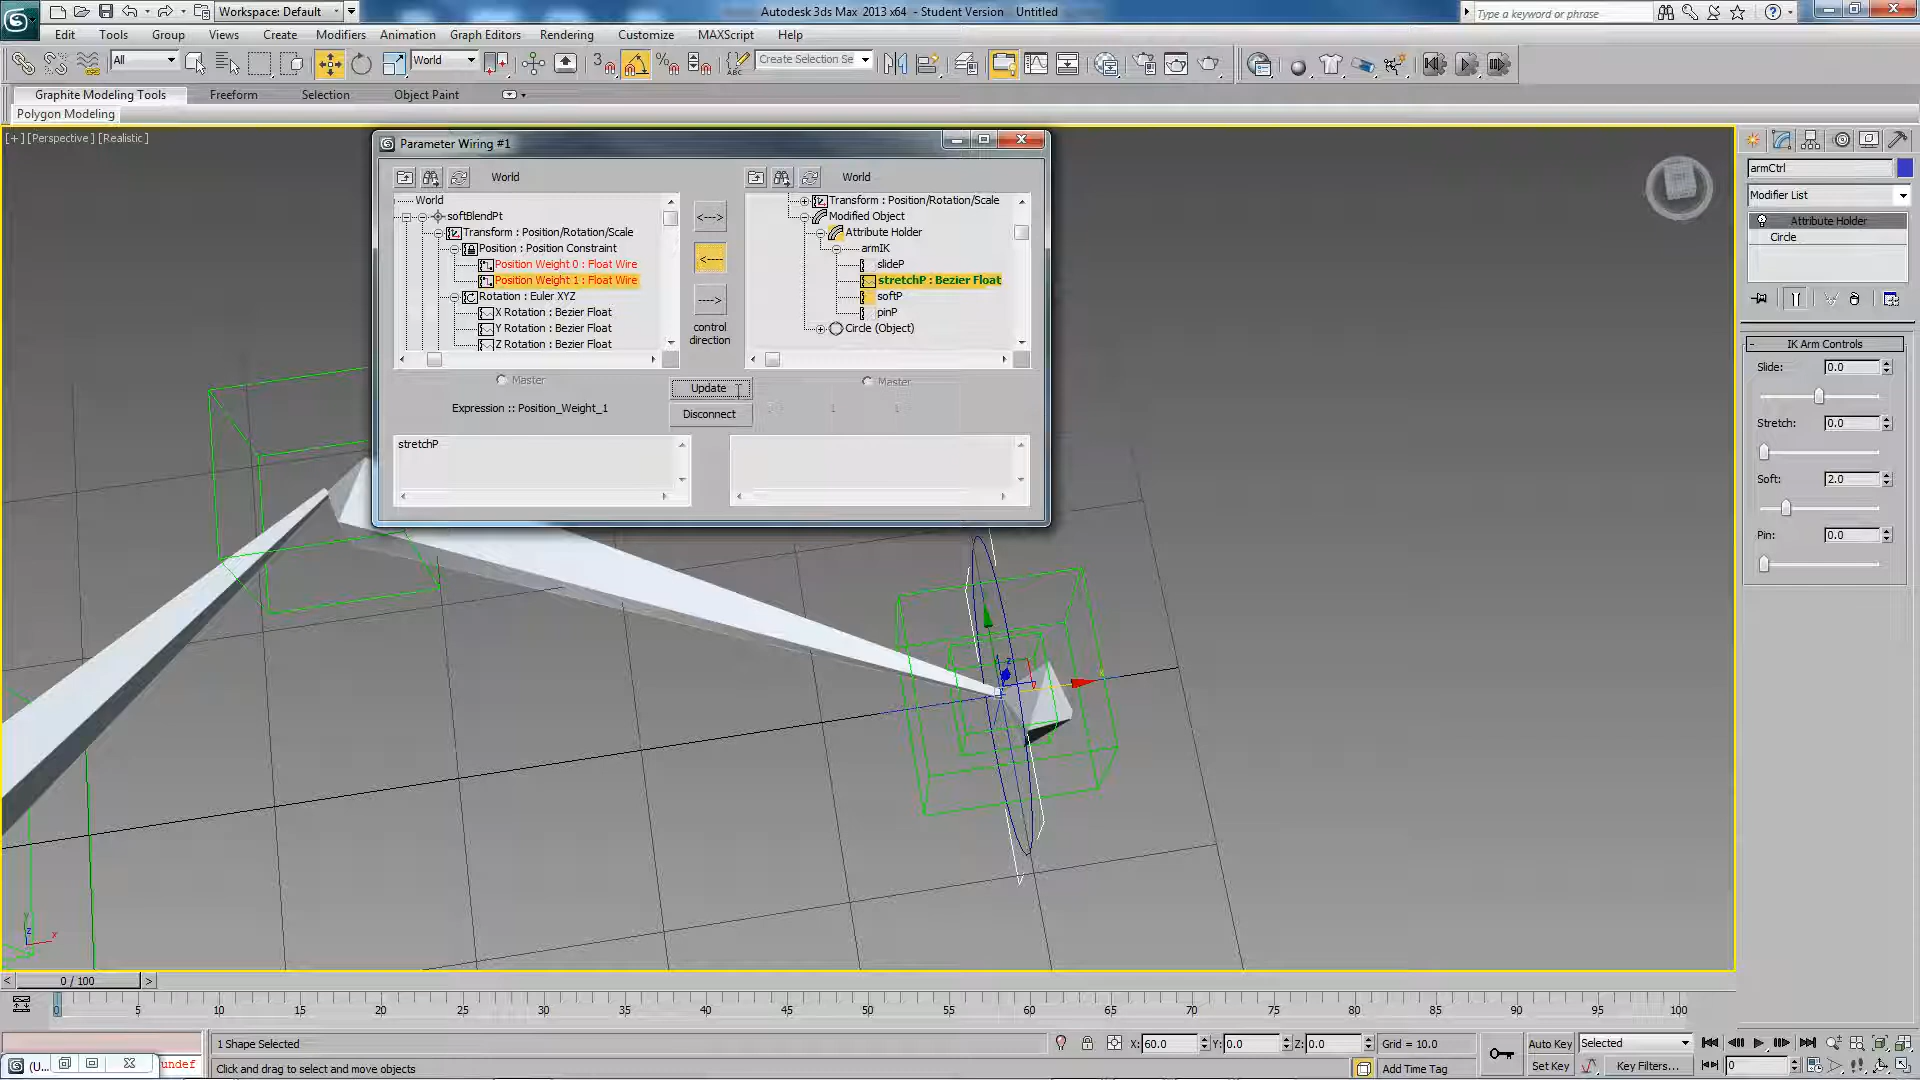 Workspace: Default
Autodesk 3ds Max 2013 x64 - Student Version Untitled
Type a keyword or phrase
Edit Tools Group Views Create Modifiers Animation Graph Editors Rendering Customize MAXScript Help
All
World
3
Create Selection Se
Graphite Modeling Tools Freeform Selection Object Paint
Polygon Modeling
[+] [Perspective] [Realistic]
Parameter Wiring #1
World
World
World
softBlendPt
Transform : Position/Rotation/Scale
Position : Position Constraint
Position Weight 0 : Float Wire
Position Weight 1 : Float Wire
Rotation : Euler XYZ
X Rotation : Bezier Float
Y Rotation : Bezier Float
Z Rotation : Bezier Float
<--->
<----
---->
control
direction
Transform : Position/Rotation/Scale
Modified Object
Attribute Holder
armIK
slideP
stretchP : Bezier Float
softP
pinP
Circle (Object)
Master
Update
Master
Expression :: Position_Weight_1
Disconnect
stretchP
armCtrl
Modifier List
Attribute Holder
Circle
- IK Arm Controls
Slide: 0.0
Stretch: 0.0
Soft: 2.0
Pin: 0.0
z
x
z
x
< 0 / 100 >
0 5 10 15 20 25 30 35 40 45 50 55 60 65 70 75 80 85 90 95 100
1 Shape Selected
X: 60.0 Y: 0.0 Z: 0.0 Grid = 10.0
Auto Key Selected
(U...
undef
Click and drag to select and move objects
Add Time Tag
Set Key Key Filters...
0